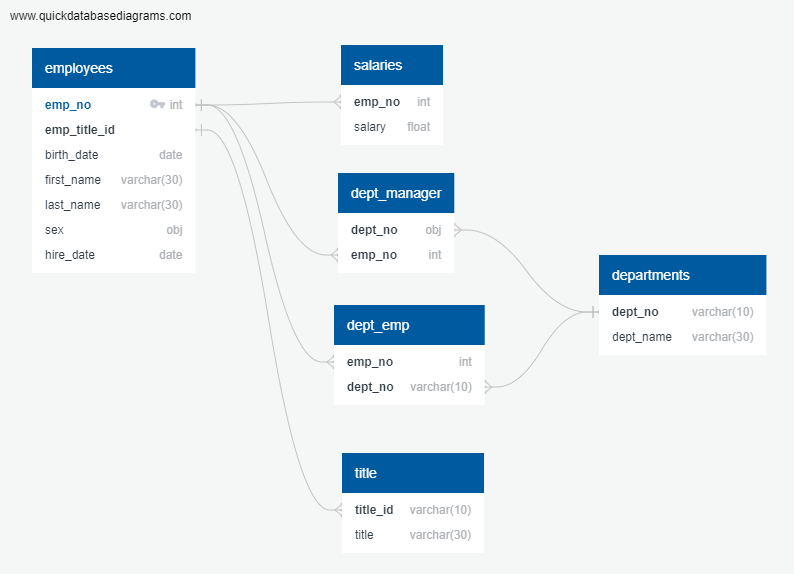 www.quickdatabasediagrams.com
employees
emp_no int
emp_title_id
birth_date date
first_name varchar(30)
last_name varchar(30)
sex obj
hire_date date
salaries
emp_no int
salary float
dept_manager
dept_no obj
emp_no int
dept_emp
emp_no int
dept_no varchar(10)
title
title_id varchar(10)
title varchar(30)
departments
dept_no varchar(10)
dept_name varchar(30)